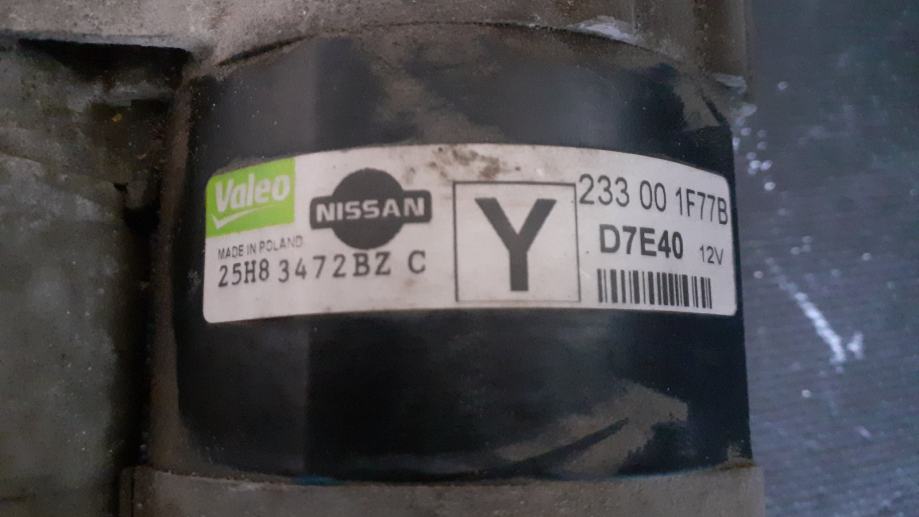 Valeo
NISSAN
MADE IN POLAND
25H8 3472BZ C
Y
233 00 1F77B
D7E40 12V